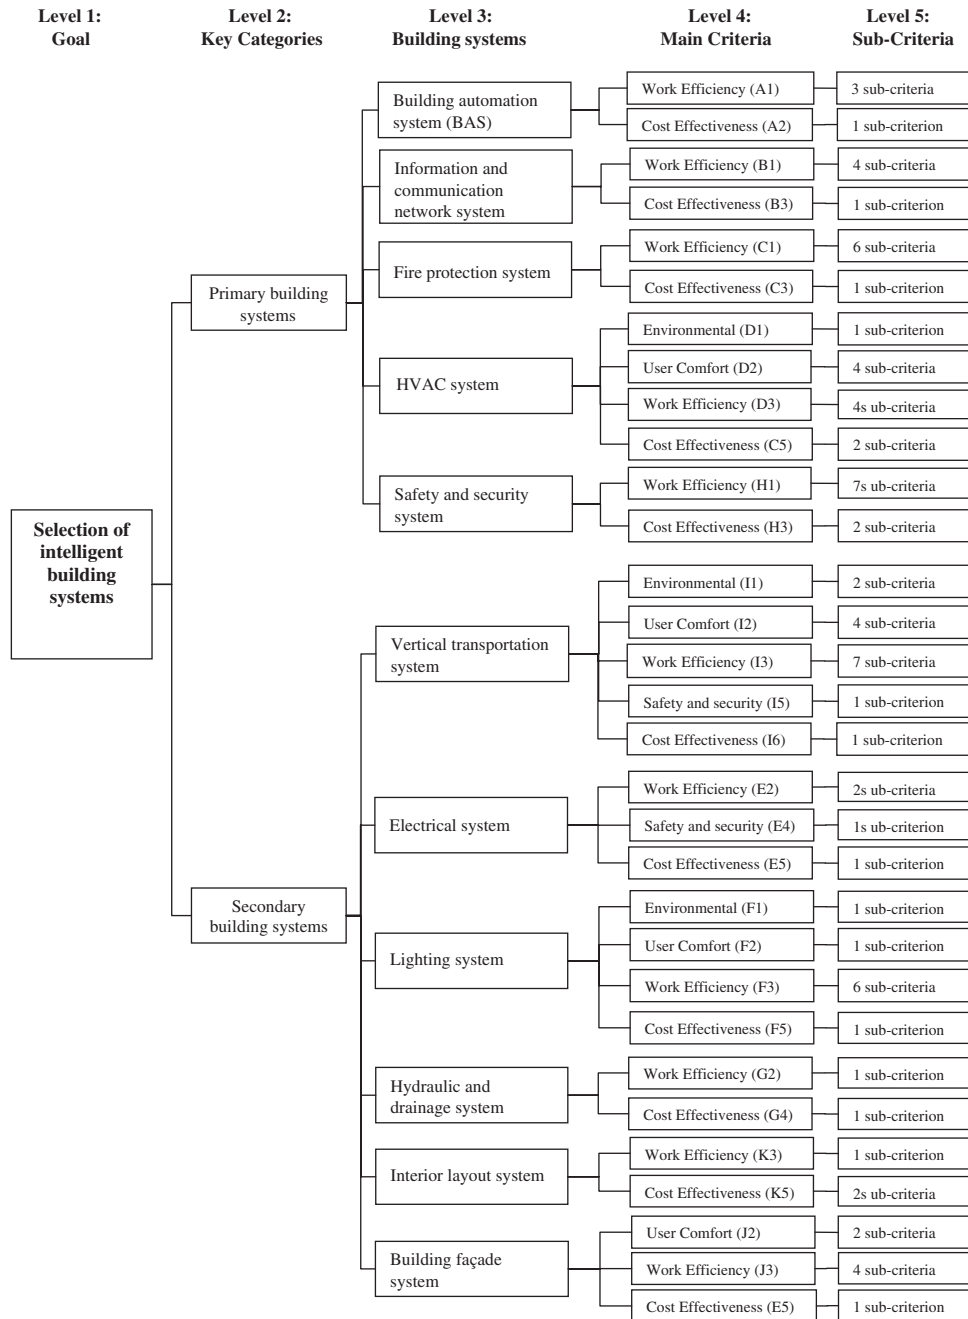 Level 1:
Goal
Level 2:
Key Categories
Level 3:
Building systems
Level 4:
Main Criteria
Level 5:
Sub-Criteria
Selection of
intelligent
building
systems
Primary building
systems
Building automation
system (BAS)
Work Efficiency (A1)
3 sub-criteria
Cost Effectiveness (A2)
1 sub-criterion
Information and
communication
network system
Work Efficiency (B1)
4 sub-criteria
Cost Effectiveness (B3)
1 sub-criterion
Fire protection system
Work Efficiency (C1)
6 sub-criteria
Cost Effectiveness (C3)
1 sub-criterion
HVAC system
Environmental (D1)
1 sub-criterion
User Comfort (D2)
4 sub-criteria
Work Efficiency (D3)
4s ub-criteria
Cost Effectiveness (C5)
2 sub-criteria
Safety and security
system
Work Efficiency (H1)
7s ub-criteria
Cost Effectiveness (H3)
2 sub-criteria
Secondary
building systems
Vertical transportation
system
Environmental (I1)
2 sub-criteria
User Comfort (I2)
4 sub-criteria
Work Efficiency (I3)
7 sub-criteria
Safety and security (I5)
1 sub-criterion
Cost Effectiveness (I6)
1 sub-criterion
Electrical system
Work Efficiency (E2)
2s ub-criteria
Safety and security (E4)
1s ub-criterion
Cost Effectiveness (E5)
1 sub-criterion
Lighting system
Environmental (F1)
1 sub-criterion
User Comfort (F2)
1 sub-criterion
Work Efficiency (F3)
6 sub-criteria
Cost Effectiveness (F5)
1 sub-criterion
Hydraulic and
drainage system
Work Efficiency (G2)
1 sub-criterion
Cost Effectiveness (G4)
1 sub-criterion
Interior layout system
Work Efficiency (K3)
1 sub-criterion
Cost Effectiveness (K5)
2s ub-criteria
Building façade
system
User Comfort (J2)
2 sub-criteria
Work Efficiency (J3)
4 sub-criteria
Cost Effectiveness (E5)
1 sub-criterion